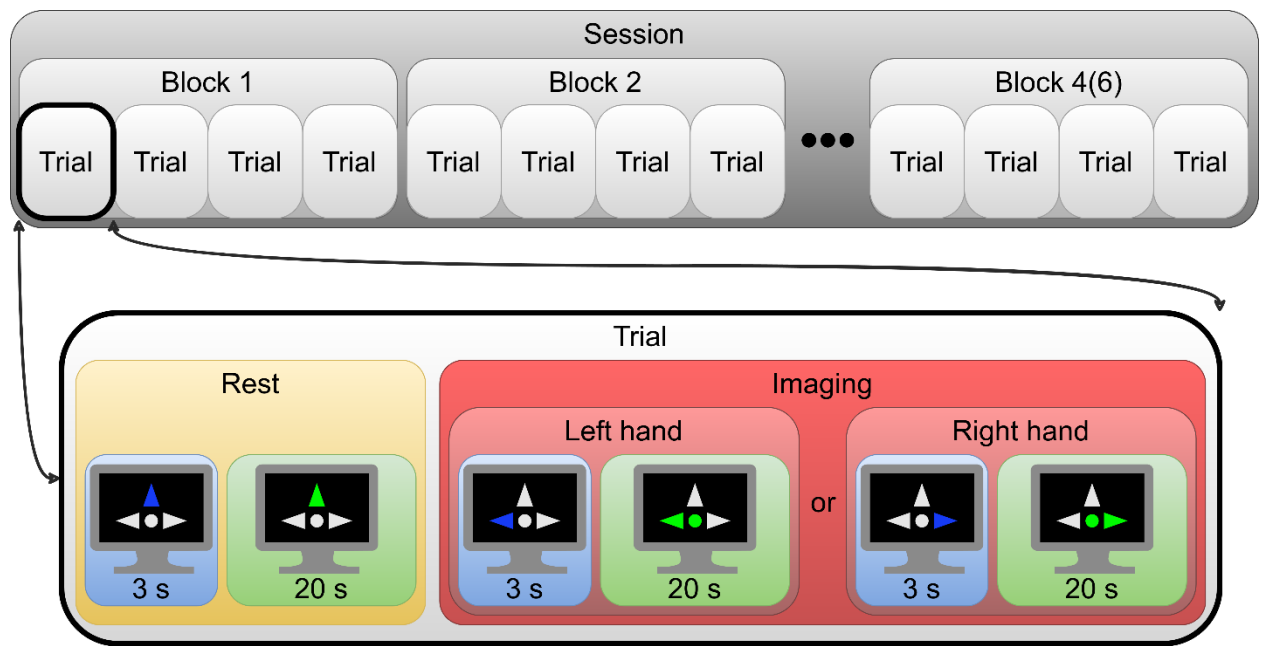 Session
Block 1 Block 2 Block 4(6)
Trial Trial Trial Trial Trial Trial Trial Trial Trial Trial Trial Trial
Trial
Rest Imaging
Left hand Right hand
or
3 s 20 s 3 s 20 s 3 s 20 s